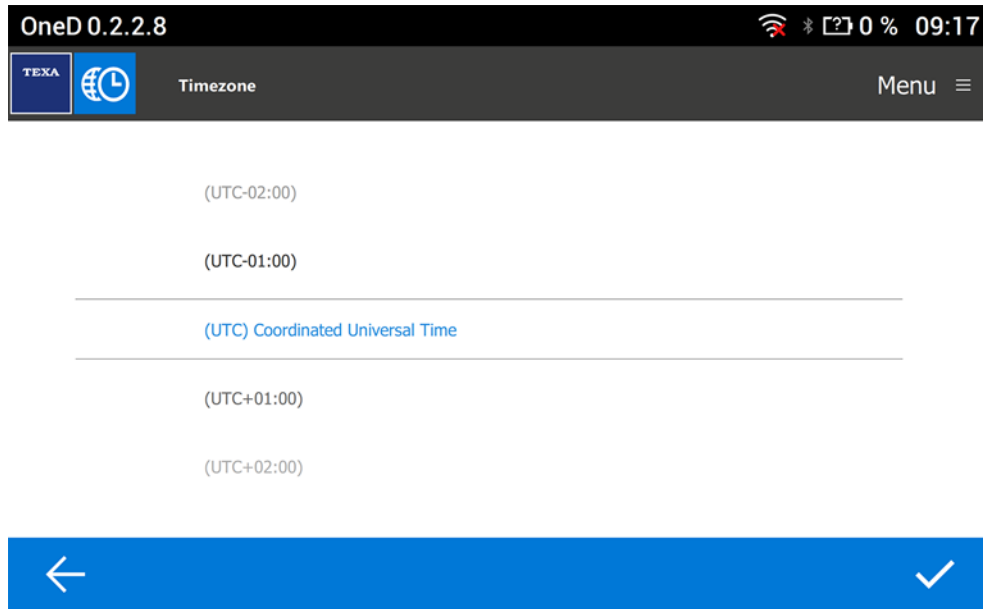 OneD 0.2.2.8 0 % 09:17
TEXA Timezone Menu
(UTC-02:00)
(UTC-01:00)
(UTC) Coordinated Universal Time
(UTC+01:00)
(UTC+02:00)